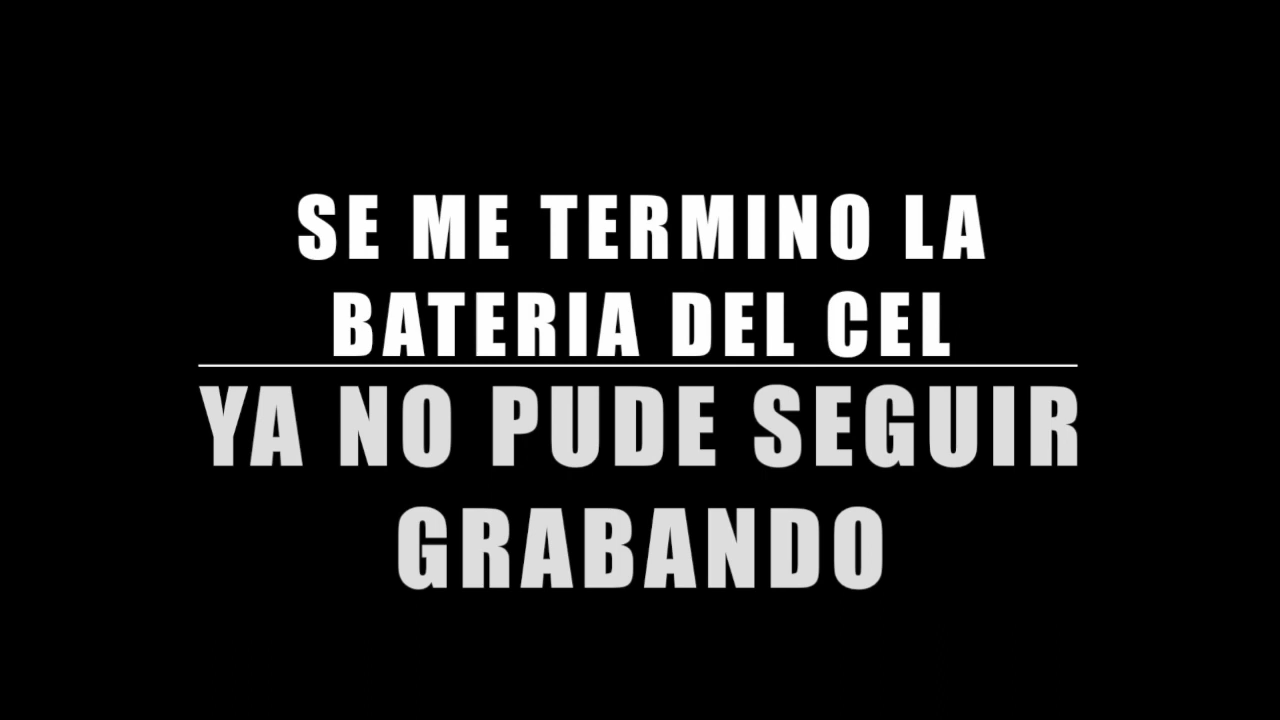 SE ME TERMINO LA
BATERIA DEL CEL
YA NO PUDE SEGUIR
GRABANDO